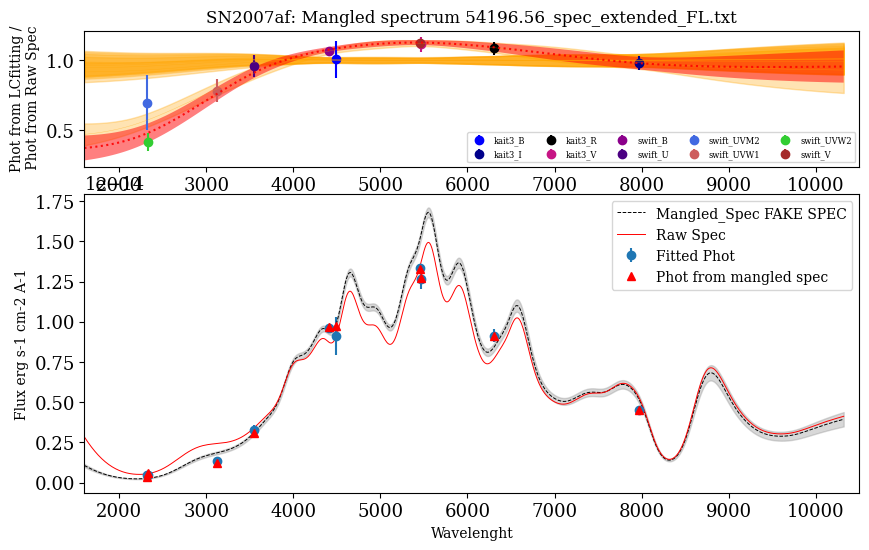 SN2007af: Mangled spectrum 54196.56_spec_extended_FL.txt
Phot from LCfitting /
Phot from Raw Spec
1.0
0.5
kait3_B kait3_R swift_B swift_UVM2 swift_UVW2
kait3_I kait3_V swift_U swift_UVW1 swift_V
2000 3000 4000 5000 6000 7000 8000 9000 10000
1e−14
Flux erg s-1 cm-2 A-1
1.75
1.50
1.25
1.00
0.75
0.50
0.25
0.00
Mangled_Spec FAKE SPEC
Raw Spec
Fitted Phot
Phot from mangled spec
2000 3000 4000 5000 6000 7000 8000 9000 10000
Wavelenght